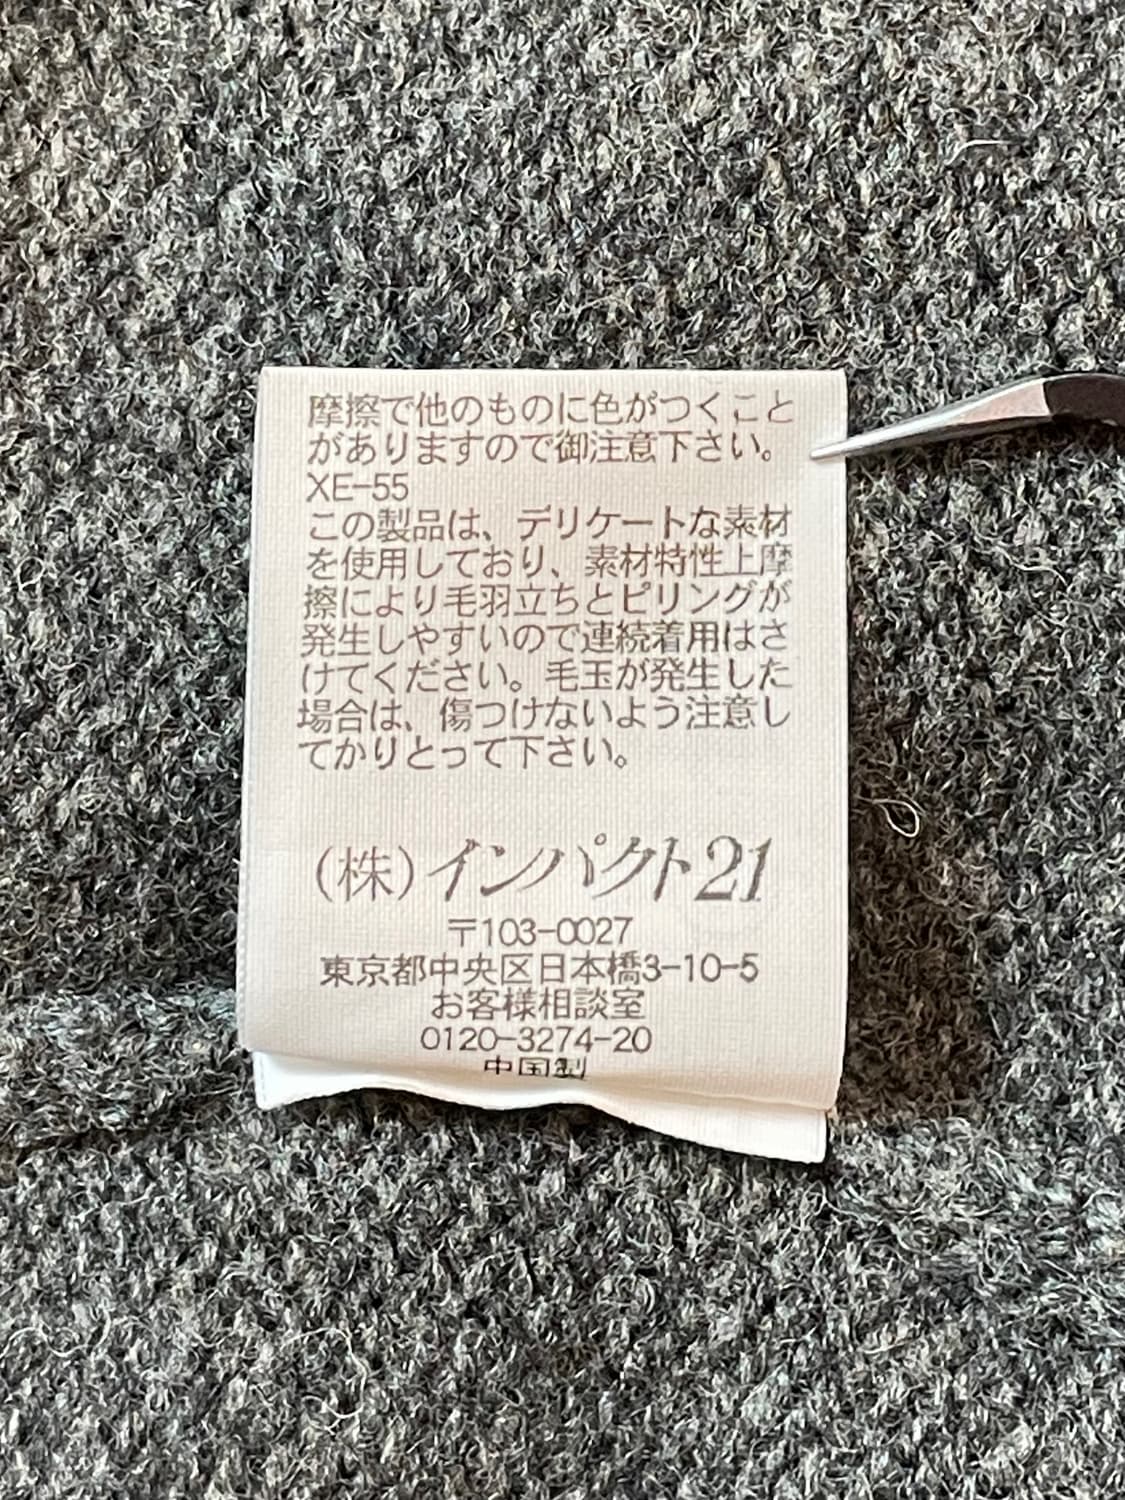 摩擦で他のものに色がつくこと
がありますので御注意下さい。
XE-55
この製品は、デリケートな素材
を使用しており、素材特性上摩
擦により毛羽立ちとピリングが
発生しやすいので連続着用はさ
けてください。毛玉が発生した
場合は、傷つけないよう注意し
てかりとって下さい。
(株)インパクト21
〒103-0027
東京都中央区日本橋3-10-5
お客様相談室
0120-3274-20
中国製